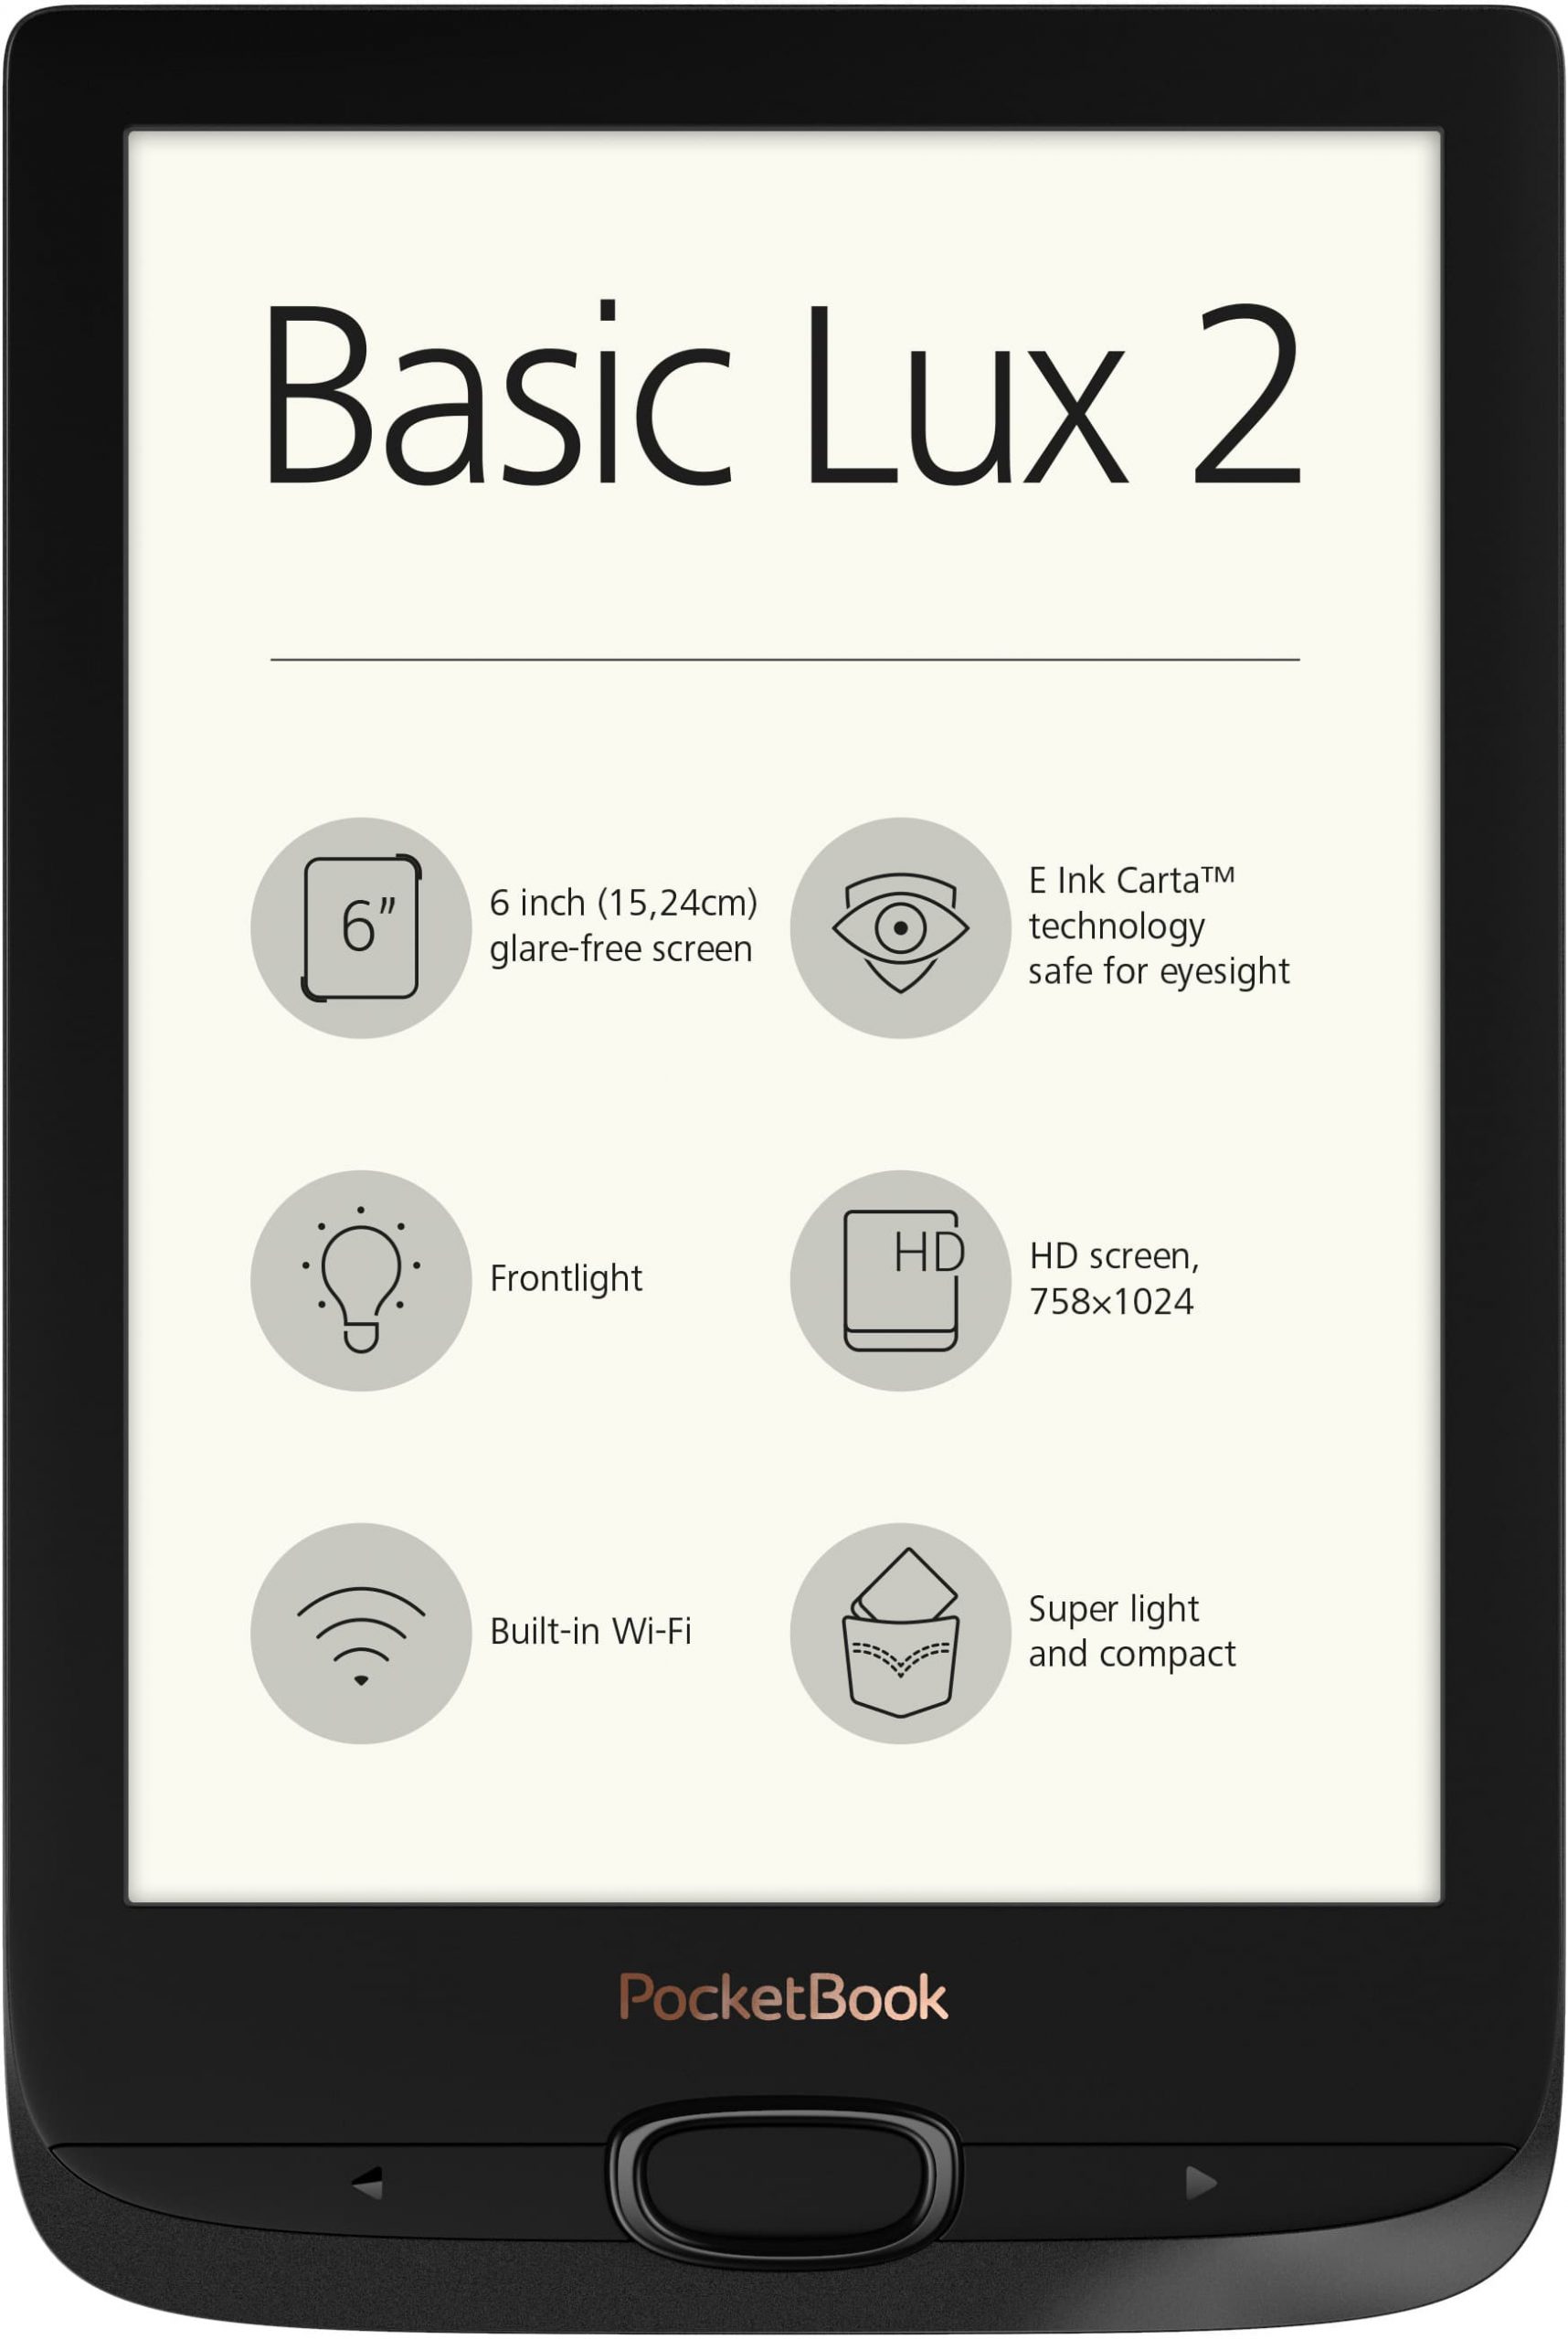 Basic Lux 2
6”
6 inch (15,24cm)
glare-free screen
E Ink Carta™
technology
safe for eyesight
Frontlight
HD
HD screen,
758×1024
Built-in Wi-Fi
Super light
and compact
PocketBook